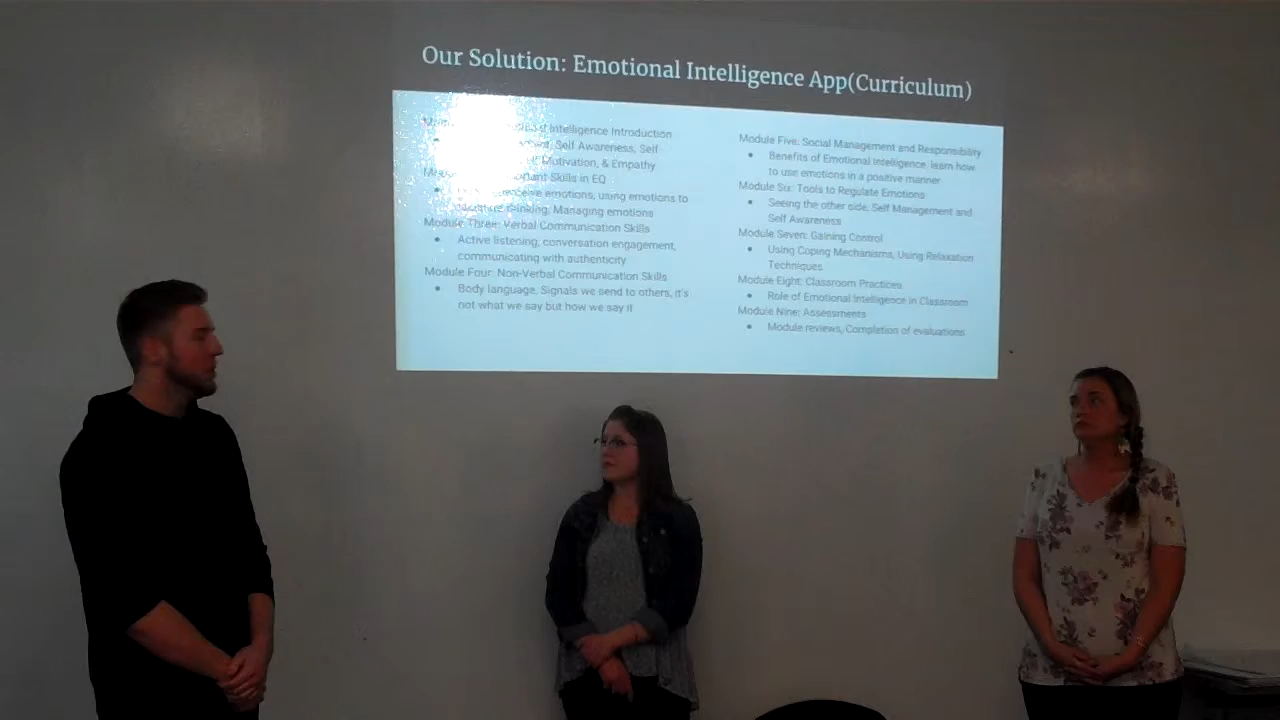 Our Solution: Emotional Intelligence App(Curriculum)
Intelligence Introduction
Self Awareness, Self
Motivation, & Empathy
Skills in EQ
emotions, using emotions to
Managing emotions
Module Three: Verbal Communication Skills
Active listening, conversation engagement,
communicating with authenticity
Module Four: Non-Verbal Communication Skills
Body language, Signals we send to others, it's
not what we say but how we say it
Module Five: Social Management and Responsibility
Benefits of Emotional Intelligence, learn how
to use emotions in a positive manner
Module Six: Tools to Regulate Emotions
Seeing the other side, Self Management and
Self Awareness
Module Seven: Gaining Control
Using Coping Mechanisms, Using Relaxation
Techniques
Module Eight: Classroom Practices
Role of Emotional Intelligence in Classroom
Module Nine: Assessments
Module reviews, Completion of evaluations